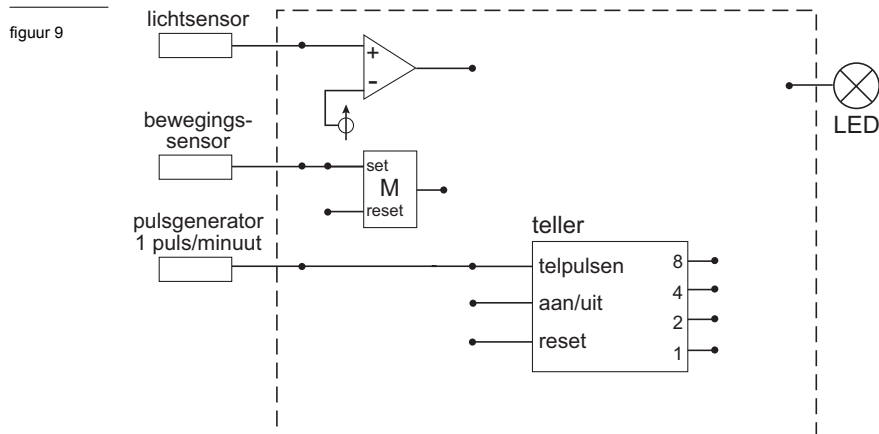 figuur 9
lichtsensor
+
-
LED
bewegings-
sensor
set
M
reset
pulsgenerator
1 puls/minuut
teller
telpulsen
aan/uit
reset
8
4
2
1